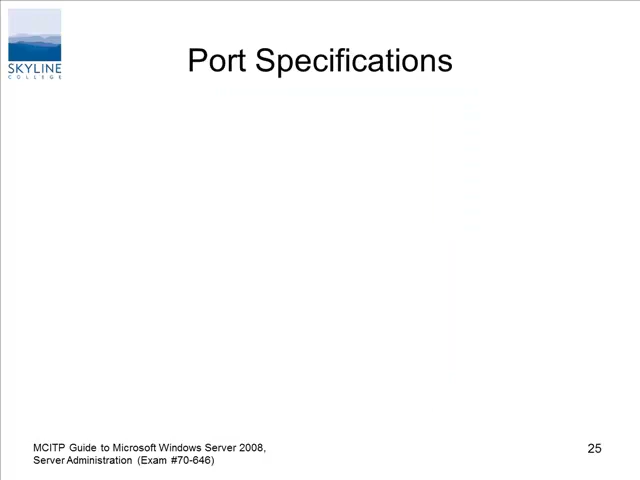 SKYLINE
COLLEGE
Port Specifications
MCITP Guide to Microsoft Windows Server 2008,
Server Administration (Exam #70-646)
25